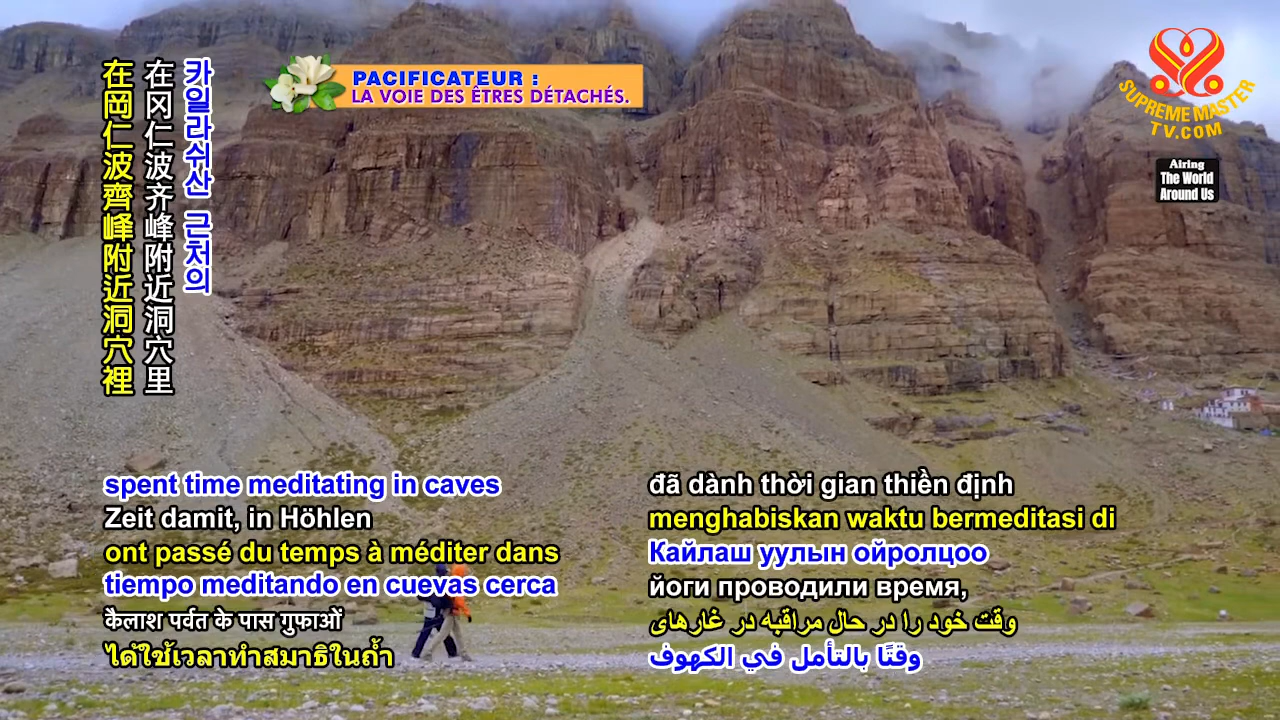 PACIFICATEUR :
LA VOIE DES ÊTRES DÉTACHÉS.
SUPREME MASTER
TV.COM
Airing
The World
Around Us
카일라쉬산 근처의
在冈仁波齐峰附近洞穴里
在岡仁波齊峰附近洞穴裡
spent time meditating in caves
Zeit damit, in Höhlen
ont passé du temps à méditer dans
tiempo meditando en cuevas cerca
कैलाश पर्वत के पास गुफाओं
ได้ใช้เวลาทำสมาธิในถ้ำ
đã dành thời gian thiền định
menghabiskan waktu bermeditasi di
Кайлаш уулын ойролцоо
йоги проводили время,
وقت خود را در حال مراقبه در غارهای
وقتًا بالتأمل في الكهوف